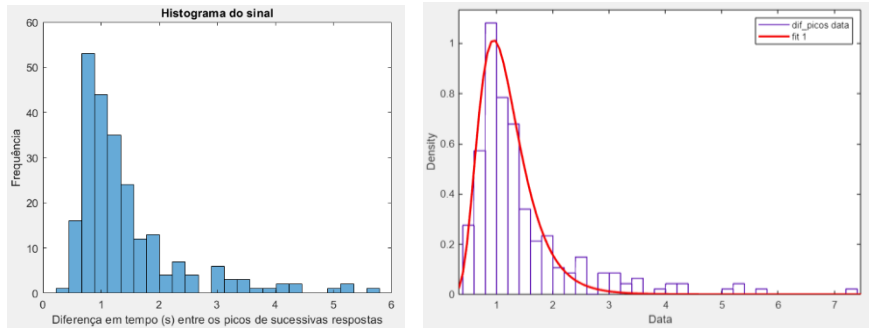 Histograma do sinal
60
50
40
30
20
10
0
Frequência
0 1 2 3 4 5 6
Diferença em tempo (s) entre os picos de sucessivas respostas
dif_picos data
fit 1
1
0.8
0.6
0.4
0.2
0
Density
1 2 3 4 5 6 7
Data